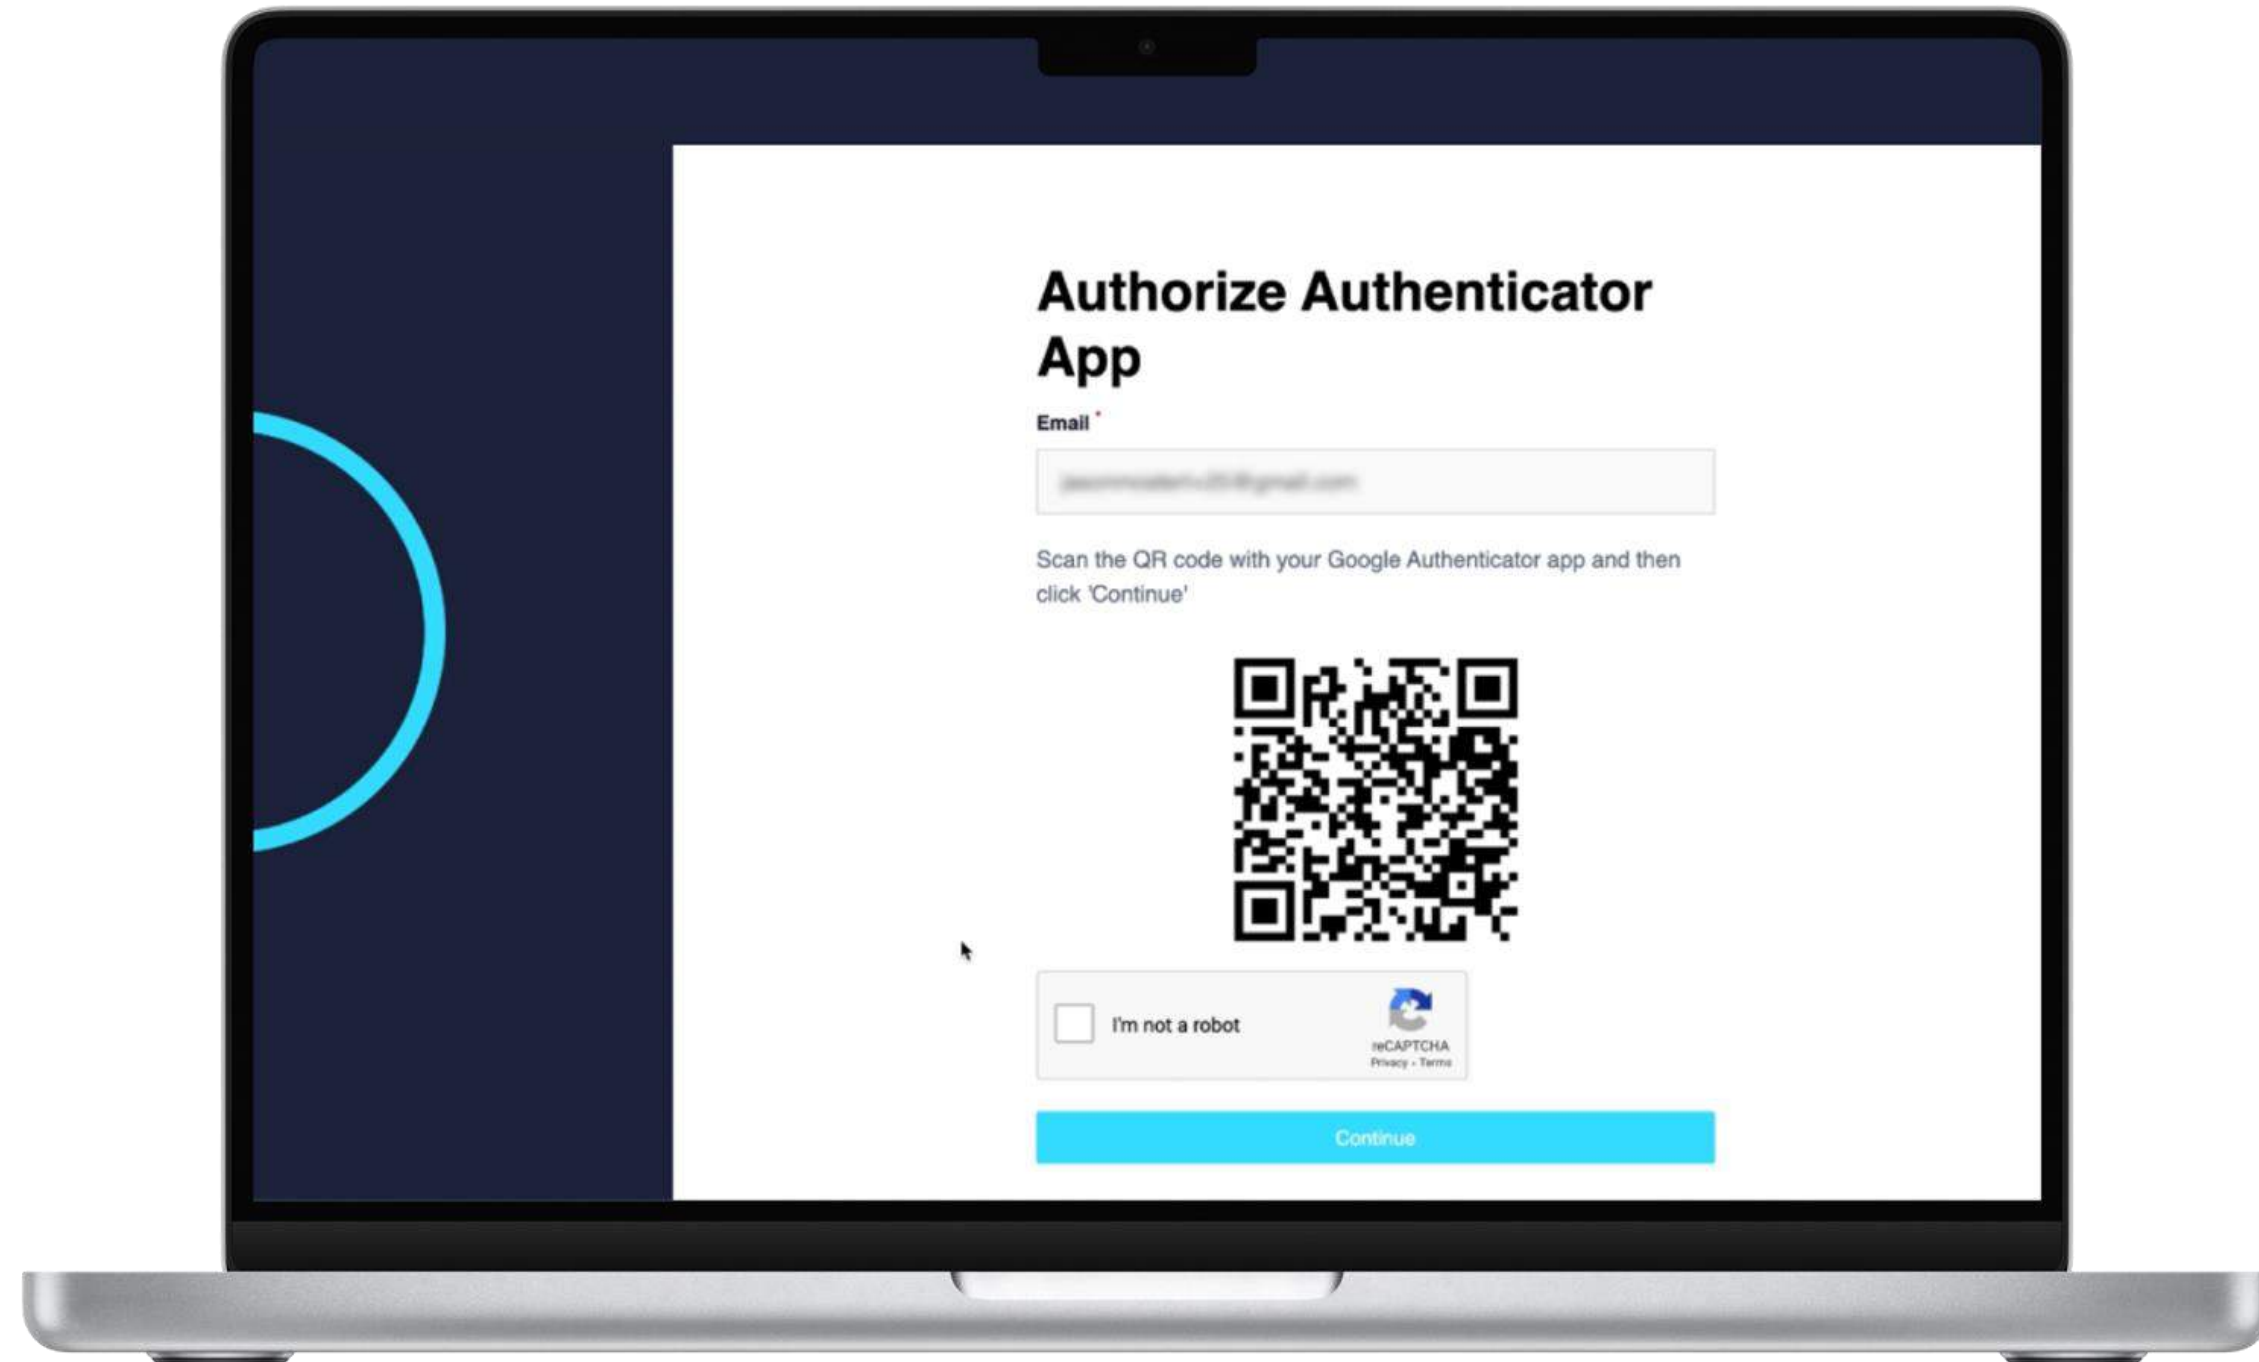 Authorize Authenticator
App
Email *
Scan the QR code with your Google Authenticator app and then
click 'Continue'
I'm not a robot
reCAPTCHA
Privacy - Terms
Continue